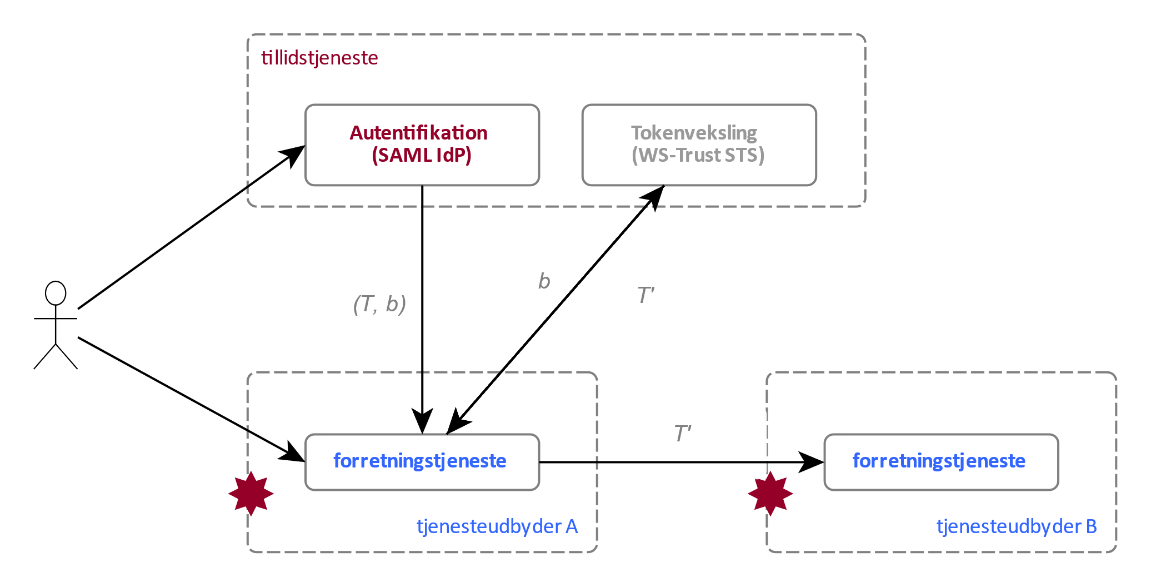 tillidstjeneste
Autentifikation
(SAML IdP)
Tokenveksling
(WS-Trust STS)
(T, b)
b
T'
T'
forretningstjeneste
tjenesteudbyder A
forretningstjeneste
tjenesteudbyder B